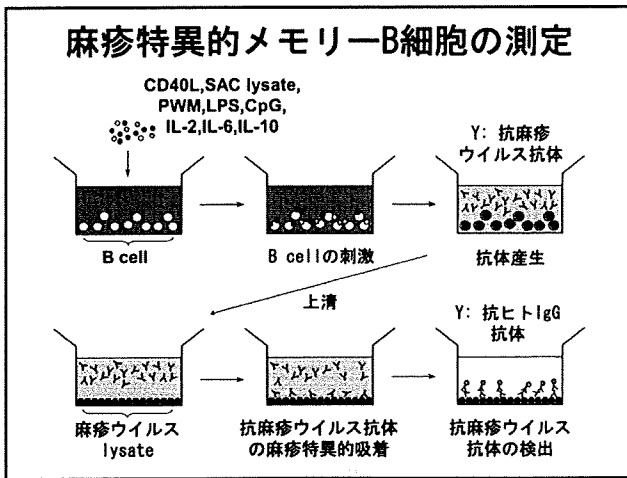 麻疹特異的メモリーB細胞の測定
CD40L,SAC lysate,
PWM,LPS,CpG,
IL-2,IL-6,IL-10
Y: 抗麻疹
ウイルス抗体
B cell
B cellの刺激
抗体産生
上清
Y: 抗ヒトIgG
抗体
麻疹ウイルス
lysate
抗麻疹ウイルス抗体
の麻疹特異的吸着
抗麻疹ウイルス
抗体の検出